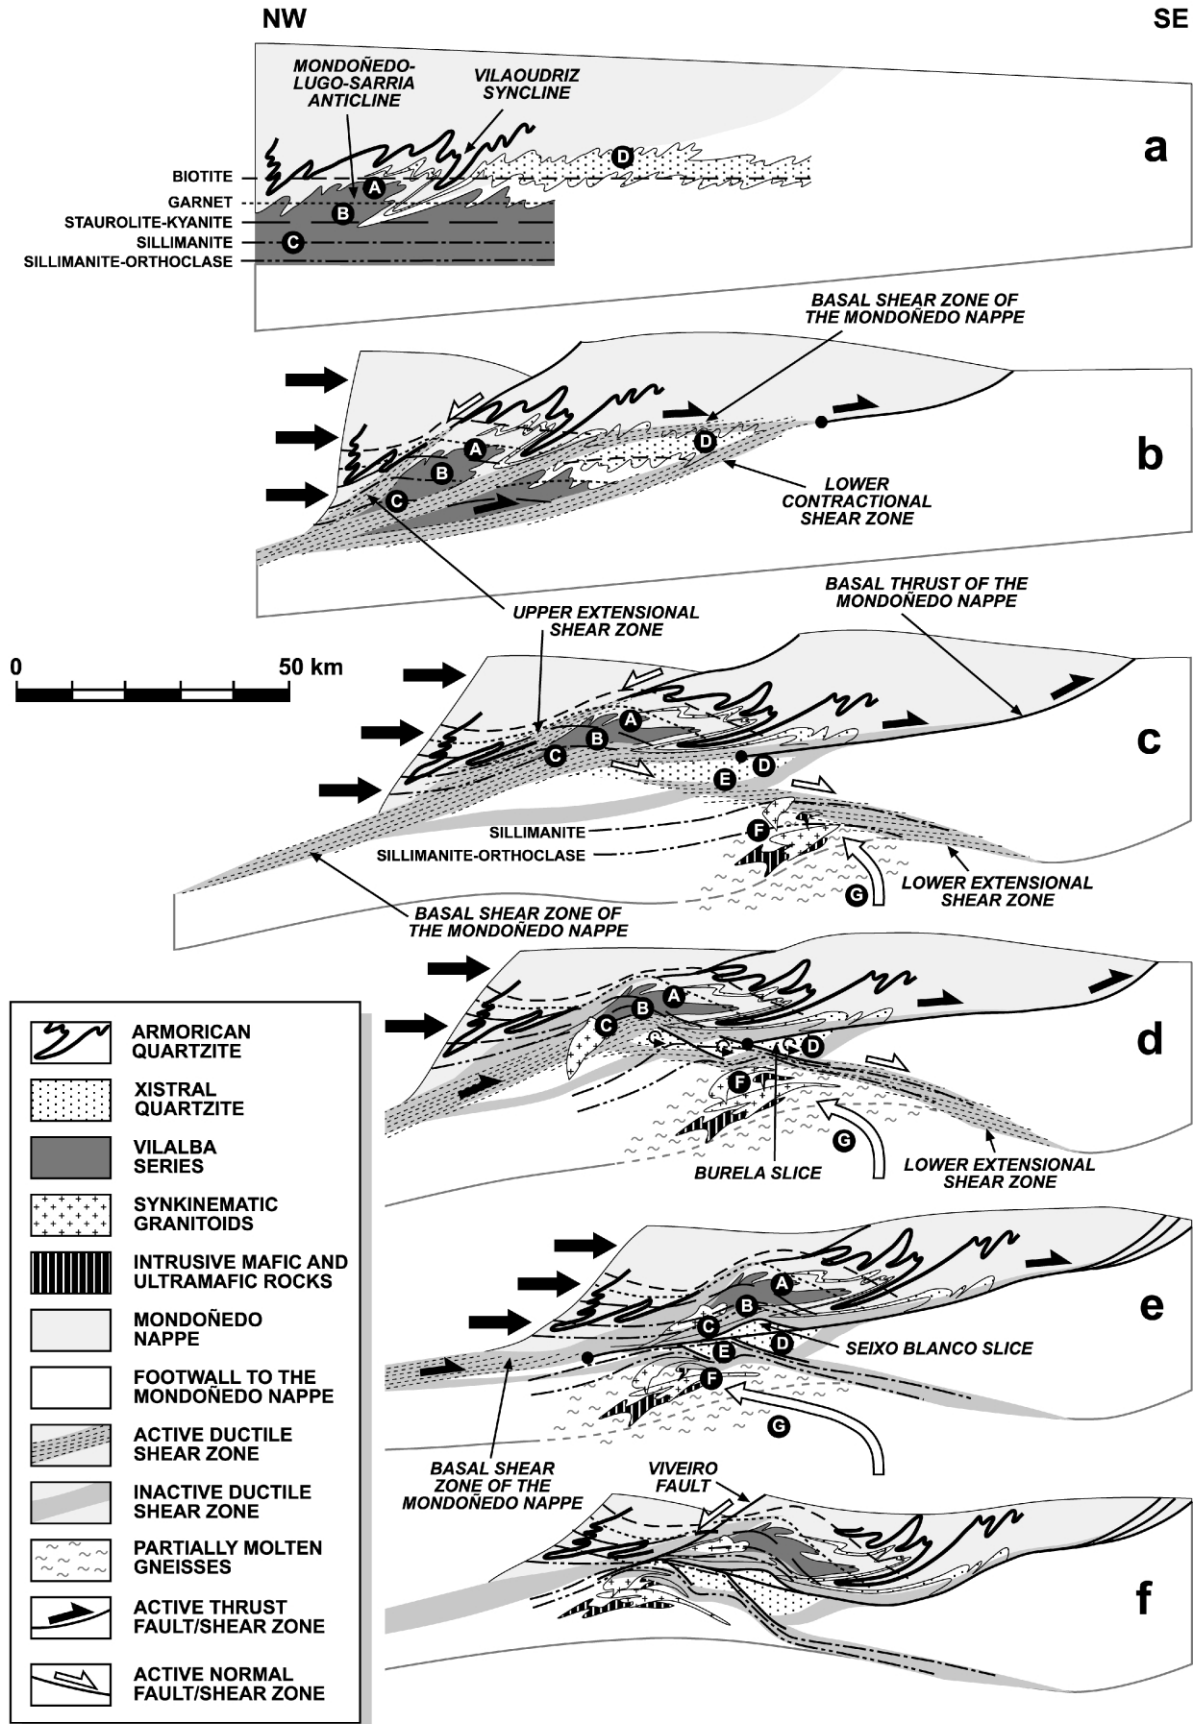 NW
SE
MONDOÑEDO-
LUGO-SARRIA
ANTICLINE
VILAOUDRIZ
SYNCLINE
D
a
BIOTITE
A
GARNET
B
STAUROLITE-KYANITE
SILLIMANITE
C
SILLIMANITE-ORTHOCLASE
BASAL SHEAR ZONE OF
THE MONDOÑEDO NAPPE
A
D
B
C
b
LOWER
CONTRACTIONAL
SHEAR ZONE
UPPER EXTENSIONAL
SHEAR ZONE
BASAL THRUST OF THE
MONDOÑEDO NAPPE
0
50 km
A
B
C
D
E
c
SILLIMANITE
F
SILLIMANITE-ORTHOCLASE
G
LOWER EXTENSIONAL
SHEAR ZONE
BASAL SHEAR ZONE OF
THE MONDOÑEDO NAPPE
A
B
C
D
d
F
G
BURELA SLICE
LOWER EXTENSIONAL
SHEAR ZONE
A
B
C
D
E
e
SEIXO BLANCO SLICE
F
G
BASAL SHEAR
ZONE OF THE
MONDOÑEDO NAPPE
VIVEIRO
FAULT
f
ARMORICAN
QUARTZITE
XISTRAL
QUARTZITE
VILALBA
SERIES
SYNKINEMATIC
GRANITOIDS
INTRUSIVE MAFIC AND
ULTRAMAFIC ROCKS
MONDOÑEDO
NAPPE
FOOTWALL TO THE
MONDOÑEDO NAPPE
ACTIVE DUCTILE
SHEAR ZONE
INACTIVE DUCTILE
SHEAR ZONE
PARTIALLY MOLTEN
GNEISSES
ACTIVE THRUST
FAULT/SHEAR ZONE
ACTIVE NORMAL
FAULT/SHEAR ZONE